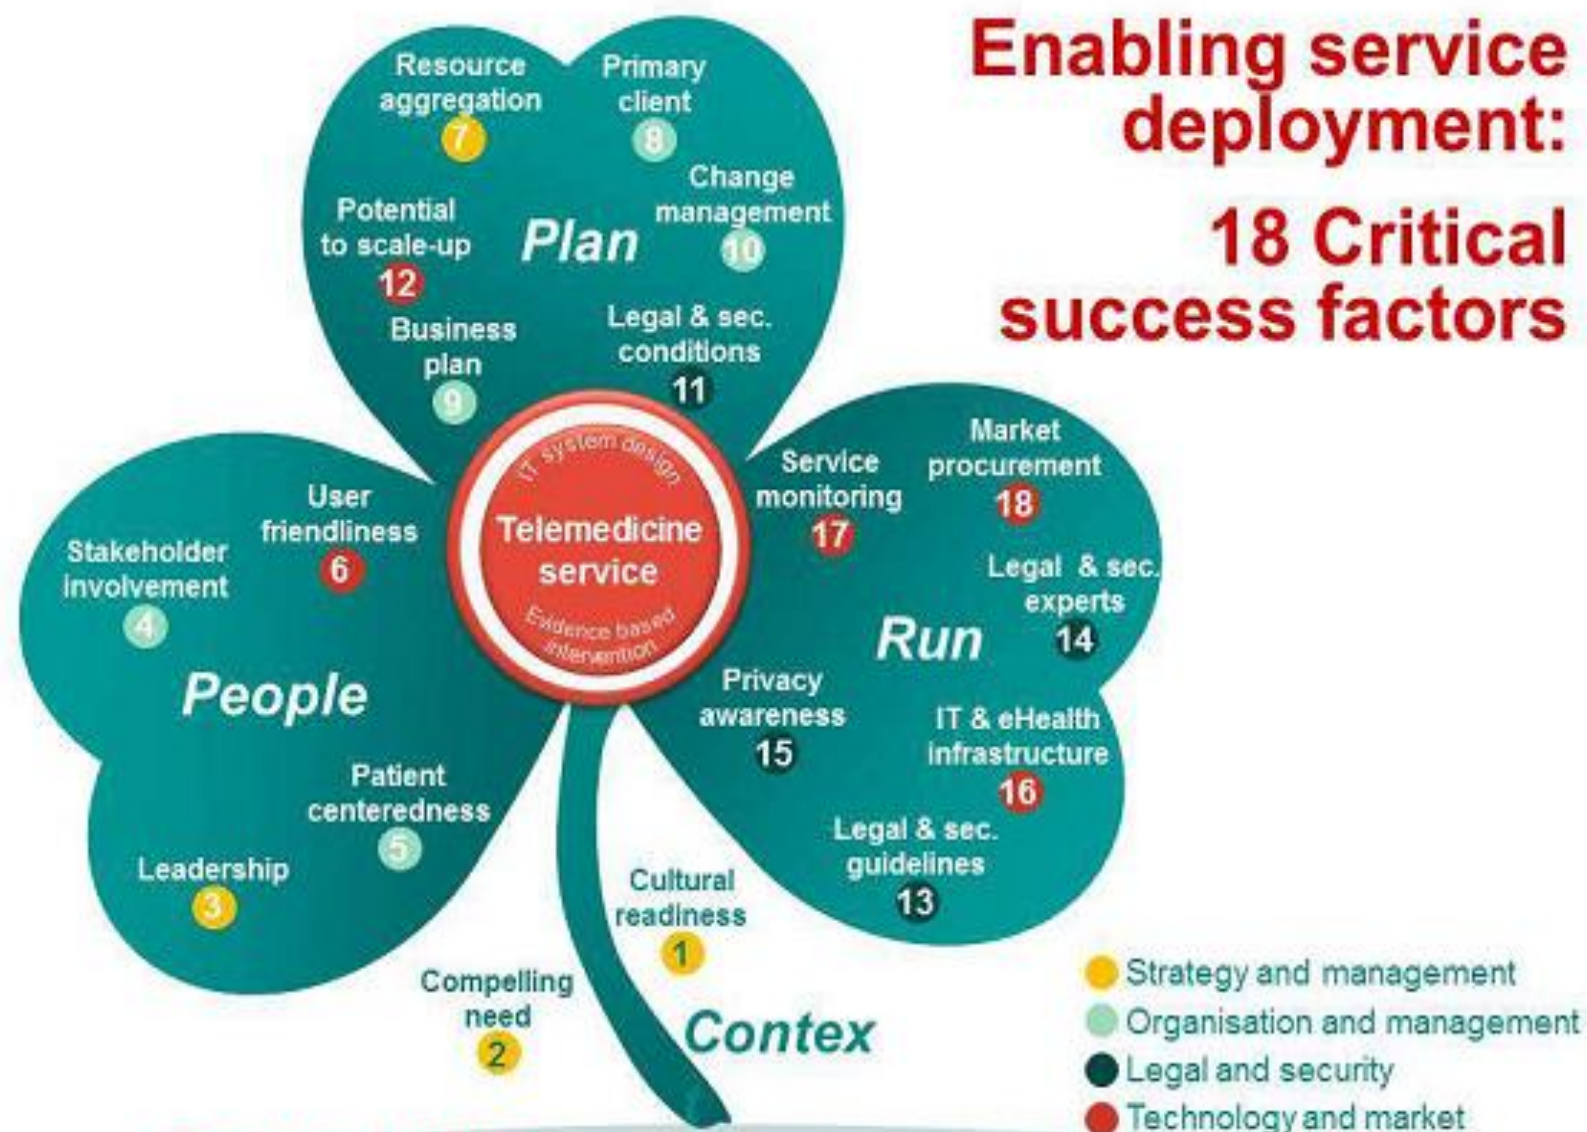 Enabling service
deployment:
18 Critical
success factors
Resource
aggregation
7
Primary
client
8
Change
management
10
Potential
to scale-up
12
Plan
Business
plan
9
Legal & sec.
conditions
11
IT system design
Telemedicine
service
Evidence based
intervention
User
friendliness
6
Stakeholder
involvement
4
People
Patient
centeredness
5
Leadership
3
Service
monitoring
17
Market
procurement
18
Legal & sec.
experts
14
Run
Privacy
awareness
15
IT & eHealth
infrastructure
16
Legal & sec.
guidelines
13
Cultural
readiness
1
Compelling
need
2
Contex
Strategy and management
Organisation and management
Legal and security
Technology and market